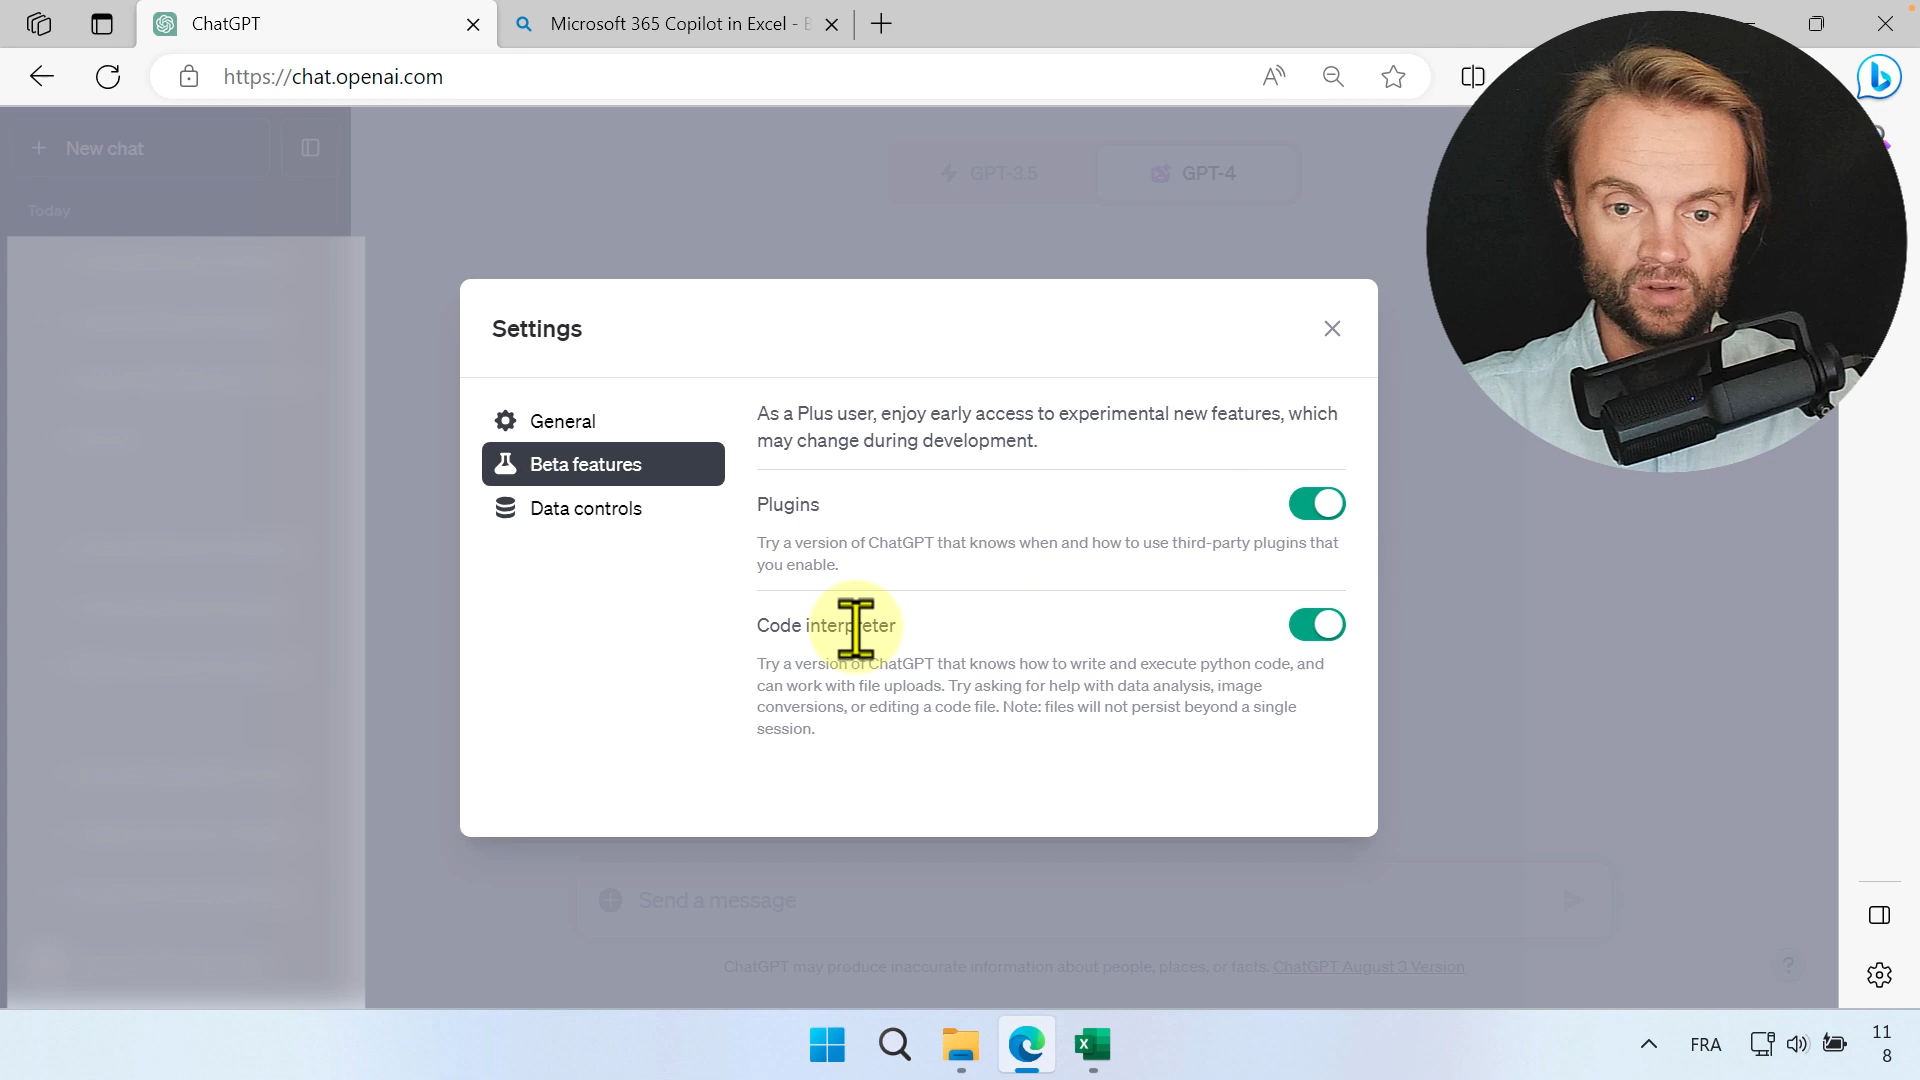 ChatGPT
Microsoft 365 Copilot in Excel -
https://chat.openai.com
New chat
GPT-3.5
GPT-4
Today
Settings
General
Beta features
Data controls
As a Plus user, enjoy early access to experimental new features, which
may change during development.
Plugins
Try a version of ChatGPT that knows when and how to use third-party plugins that
you enable.
Code interpreter
Try a version of ChatGPT that knows how to write and execute python code, and
can work with file uploads. Try asking for help with data analysis, image
conversions, or editing a code file. Note: files will not persist beyond a single
session.
Send a message
ChatGPT may produce inaccurate information about people, places, or facts. ChatGPT August 3 Version
?
FRA
11
8